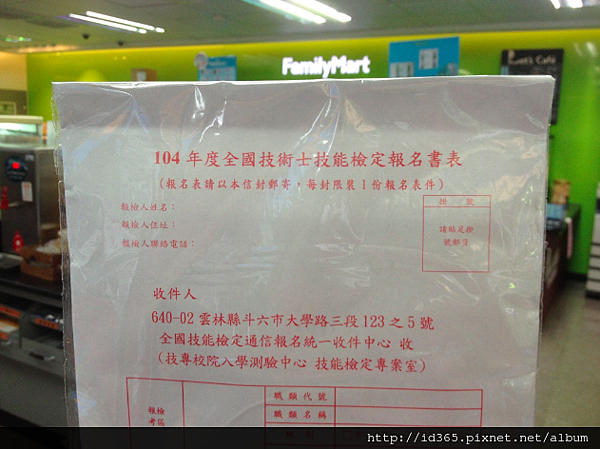 FamilyMart
104 年度全國技術士技能檢定報名書表
(報名表請以本信封郵寄，每封限裝1份報名表件)
報檢人姓名：
報檢人住址：
報檢人聯絡電話：
掛 號
請貼足掛
號郵資
收件人
640-02 雲林縣斗六市大學路三段 123 之 5 號
全國技能檢定通信報名統一收件中心 收
(技專校院入學測驗中心 技能檢定專案室)
報檢
考區
職類代號
職類名稱
http://id365.pixnet.net/album